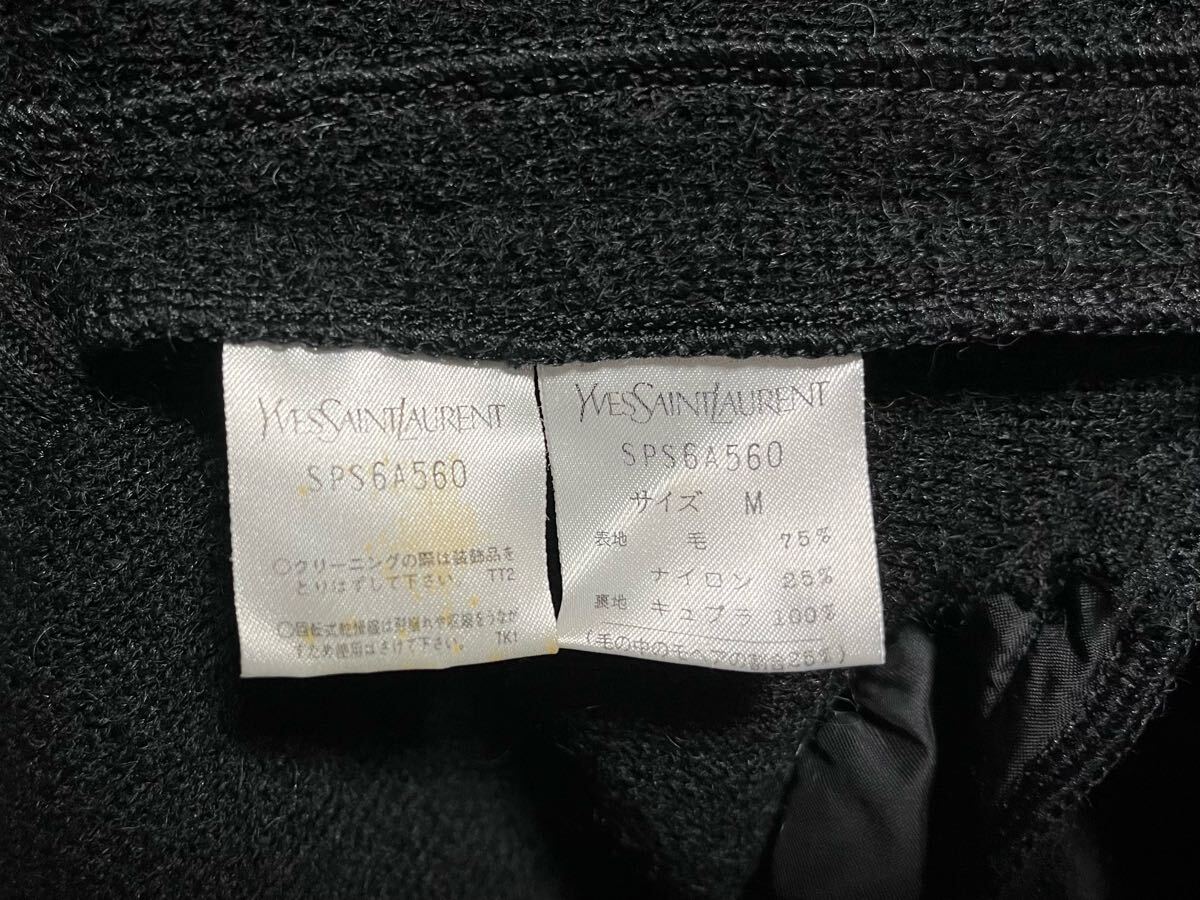 YVESSAINTLAURENT
SPS6A560
○クリーニングの際は装飾品を
とりはずして下さい TT2
○回転式乾燥機は型崩れや収縮をうなが
すため使用はさけて下さい。 TK1
YVESSAINTLAURENT
SPS6A560
サイズ M
表地 毛 75%
ナイロン 25%
裏地 キュプラ 100%
(毛の中のモヘアの割合25%)